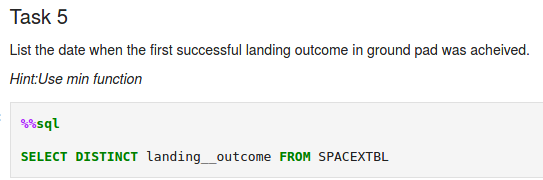 Task 5
List the date when the first successful landing outcome in ground pad was acheived.
Hint:Use min function
%%sql
SELECT DISTINCT landing__outcome FROM SPACEXTBL